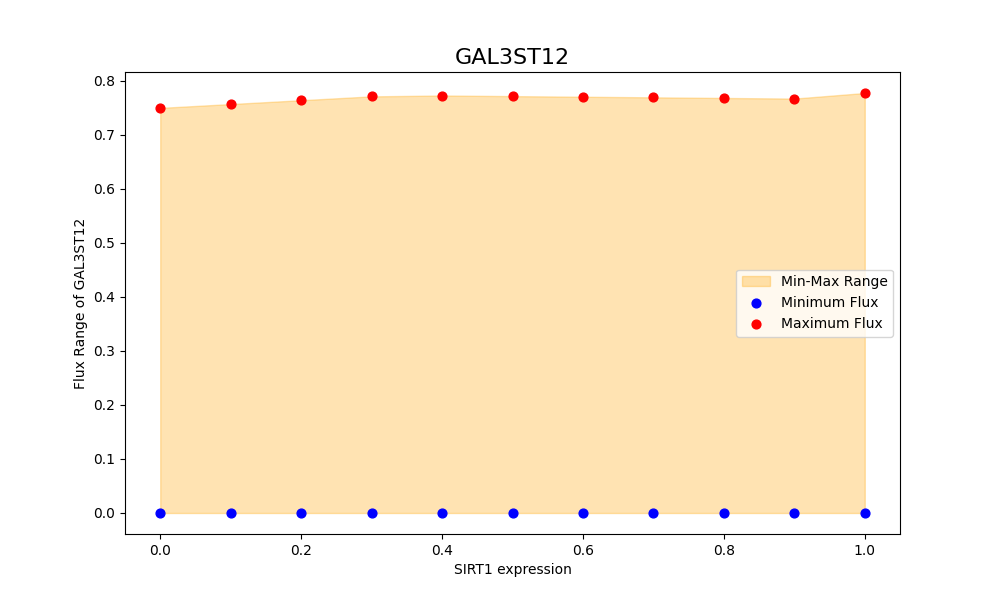 GAL3ST12
0.8
0.7
0.6
0.5
0.4
0.3
0.2
0.1
0.0
Flux Range of GAL3ST12
Min-Max Range
Minimum Flux
Maximum Flux
0.0 0.2 0.4 0.6 0.8 1.0
SIRT1 expression